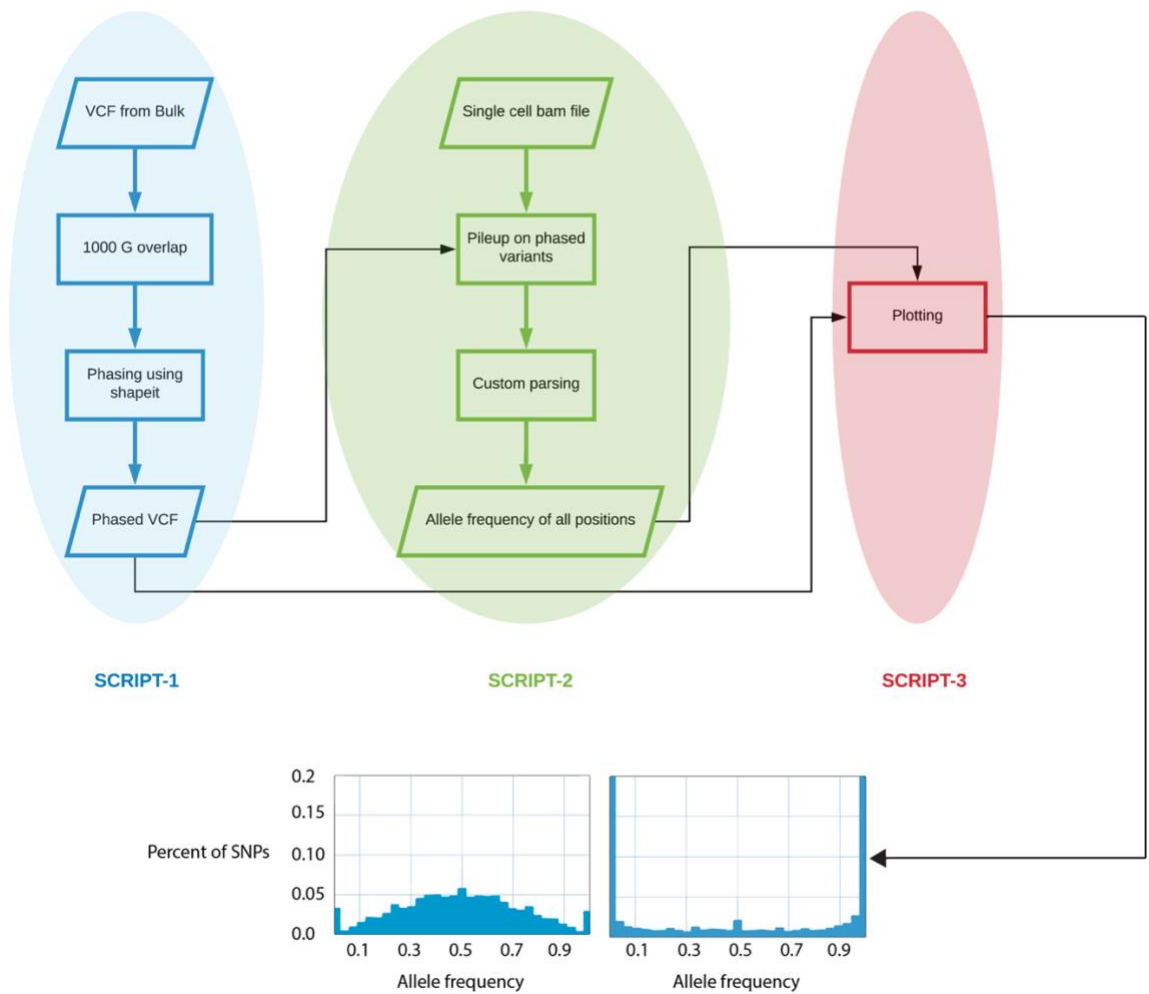 VCF from Bulk
1000 G overlap
Phasing using
shapeit
Phased VCF
SCRIPT-1
Single cell bam file
Pileup on phased
variants
Custom parsing
Allele frequency of all positions
SCRIPT-2
Plotting
SCRIPT-3
Percent of SNPs
0.2
0.15
0.10
0.05
0.0
0.1 0.3 0.5 0.7 0.9
Allele frequency
0.1 0.3 0.5 0.7 0.9
Allele frequency